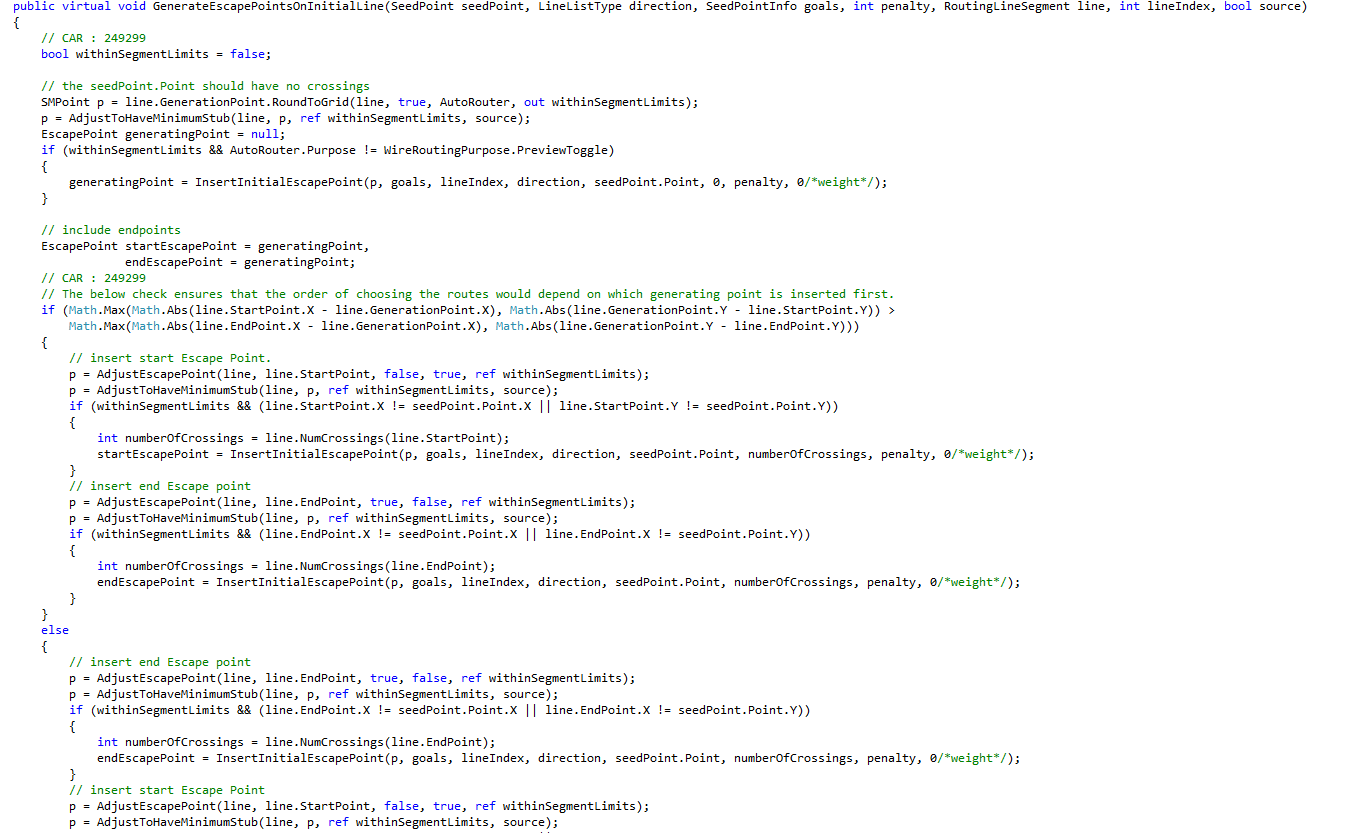 public virtual void GenerateEscapePointsOnInitialLine(SeedPoint seedPoint, LineListType direction, SeedPointInfo goals, int penalty, RoutingLineSegment line, int lineIndex, bool source)
{
    // CAR : 249299
    bool withinSegmentLimits = false;

    // the seedPoint.Point should have no crossings
    SMPoint p = line.GenerationPoint.RoundToGrid(line, true, AutoRouter, out withinSegmentLimits);
    p = AdjustToHaveMinimumStub(line, p, ref withinSegmentLimits, source);
    EscapePoint generatingPoint = null;
    if (withinSegmentLimits && AutoRouter.Purpose != WireRoutingPurpose.PreviewToggle)
    {
        generatingPoint = InsertInitialEscapePoint(p, goals, lineIndex, direction, seedPoint.Point, 0, penalty, 0/*weight*/);
    }

    // include endpoints
    EscapePoint startEscapePoint = generatingPoint,
                endEscapePoint = generatingPoint;
    // CAR : 249299
    // The below check ensures that the order of choosing the routes would depend on which generating point is inserted first.
    if (Math.Max(Math.Abs(line.StartPoint.X - line.GenerationPoint.X), Math.Abs(line.GenerationPoint.Y - line.StartPoint.Y)) >
        Math.Max(Math.Abs(line.EndPoint.X - line.GenerationPoint.X), Math.Abs(line.GenerationPoint.Y - line.EndPoint.Y)))
    {
        // insert start Escape Point.
        p = AdjustEscapePoint(line, line.StartPoint, false, true, ref withinSegmentLimits);
        p = AdjustToHaveMinimumStub(line, p, ref withinSegmentLimits, source);
        if (withinSegmentLimits && (line.StartPoint.X != seedPoint.Point.X || line.StartPoint.Y != seedPoint.Point.Y))
        {
            int numberOfCrossings = line.NumCrossings(line.StartPoint);
            startEscapePoint = InsertInitialEscapePoint(p, goals, lineIndex, direction, seedPoint.Point, numberOfCrossings, penalty, 0/*weight*/);
        }
        // insert end Escape point
        p = AdjustEscapePoint(line, line.EndPoint, true, false, ref withinSegmentLimits);
        p = AdjustToHaveMinimumStub(line, p, ref withinSegmentLimits, source);
        if (withinSegmentLimits && (line.EndPoint.X != seedPoint.Point.X || line.EndPoint.X != seedPoint.Point.Y))
        {
            int numberOfCrossings = line.NumCrossings(line.EndPoint);
            endEscapePoint = InsertInitialEscapePoint(p, goals, lineIndex, direction, seedPoint.Point, numberOfCrossings, penalty, 0/*weight*/);
        }
    }
    else
    {
        // insert end Escape point
        p = AdjustEscapePoint(line, line.EndPoint, true, false, ref withinSegmentLimits);
        p = AdjustToHaveMinimumStub(line, p, ref withinSegmentLimits, source);
        if (withinSegmentLimits && (line.EndPoint.X != seedPoint.Point.X || line.EndPoint.X != seedPoint.Point.Y))
        {
            int numberOfCrossings = line.NumCrossings(line.EndPoint);
            endEscapePoint = InsertInitialEscapePoint(p, goals, lineIndex, direction, seedPoint.Point, numberOfCrossings, penalty, 0/*weight*/);
        }
        // insert start Escape Point
        p = AdjustEscapePoint(line, line.StartPoint, false, true, ref withinSegmentLimits);
        p = AdjustToHaveMinimumStub(line, p, ref withinSegmentLimits, source);